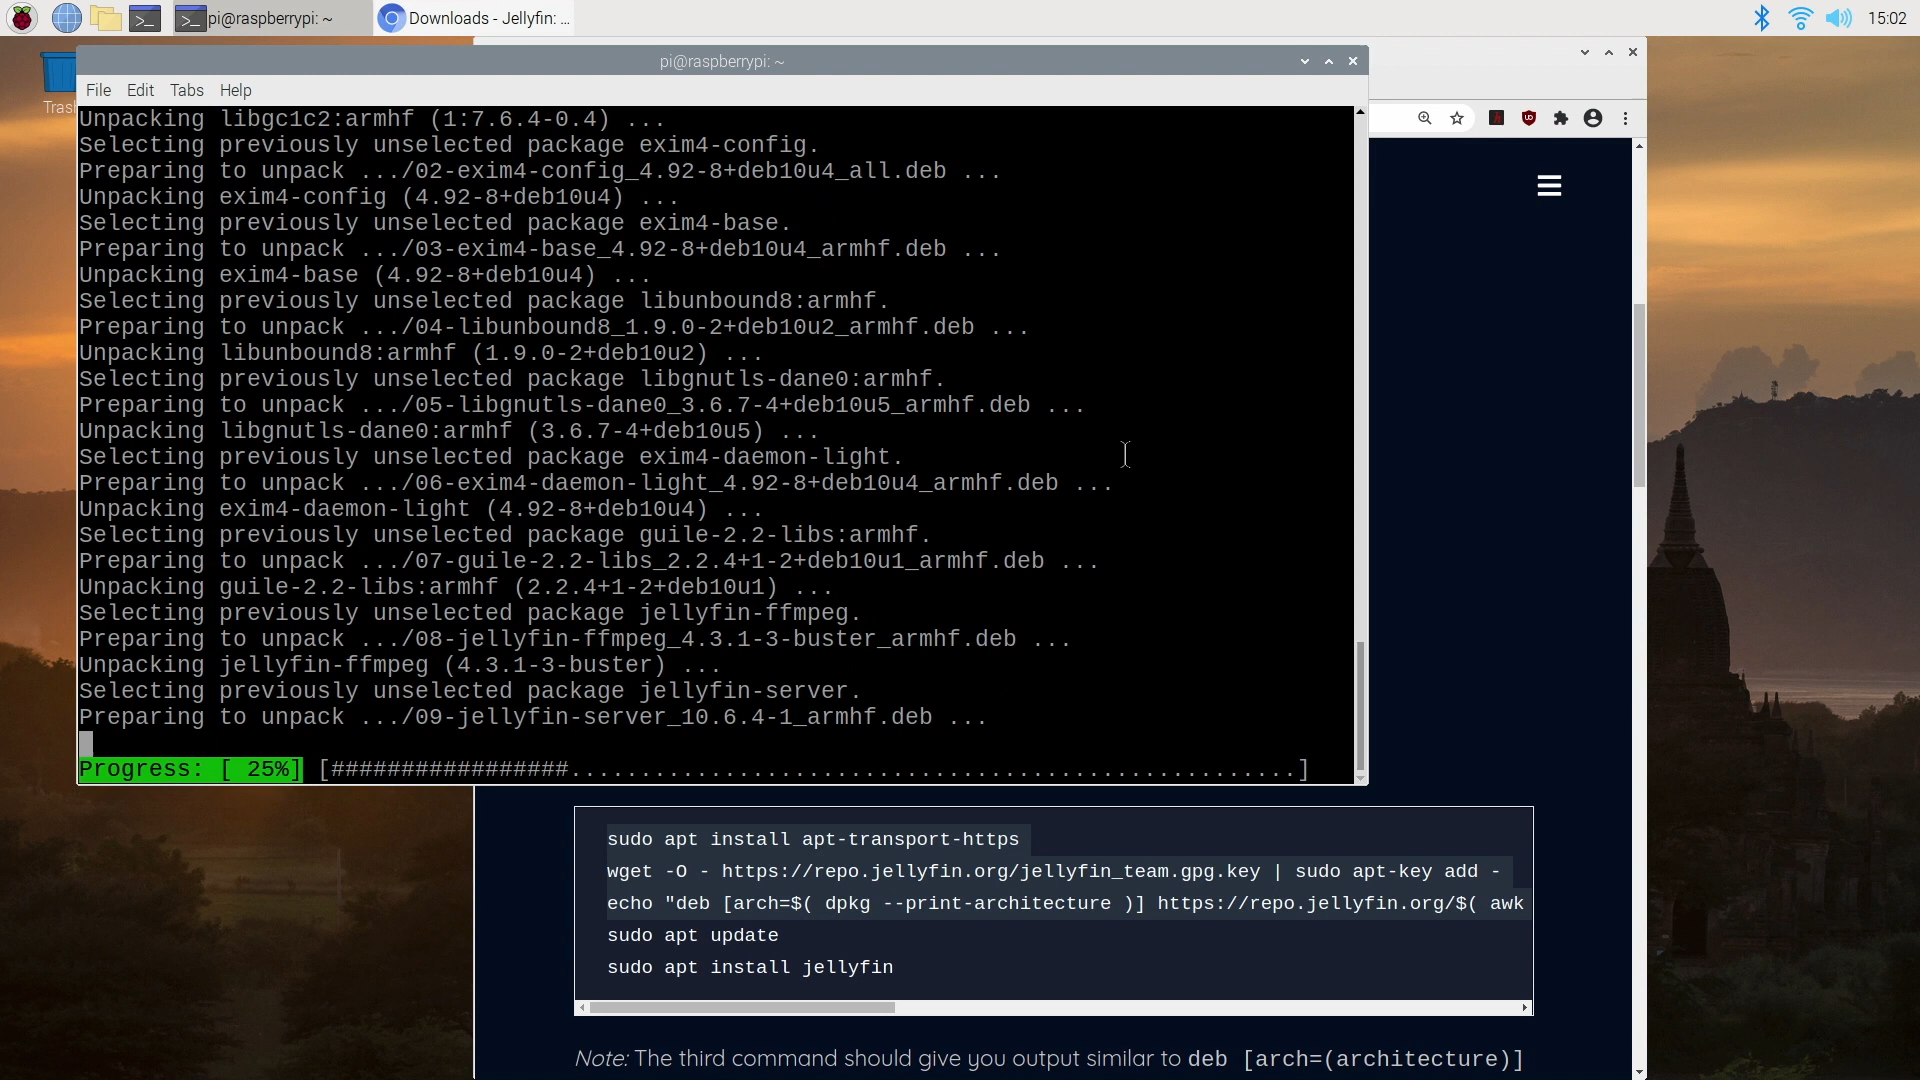 pi@raspberrypi: ~
Downloads - Jellyfin: ...
15:02
Trash
pi@raspberrypi: ~
File Edit Tabs Help
Unpacking libgc1c2:armhf (1:7.6.4-0.4) ...
Selecting previously unselected package exim4-config.
Preparing to unpack .../02-exim4-config_4.92-8+deb10u4_all.deb ...
Unpacking exim4-config (4.92-8+deb10u4) ...
Selecting previously unselected package exim4-base.
Preparing to unpack .../03-exim4-base_4.92-8+deb10u4_armhf.deb ...
Unpacking exim4-base (4.92-8+deb10u4) ...
Selecting previously unselected package libunbound8:armhf.
Preparing to unpack .../04-libunbound8_1.9.0-2+deb10u2_armhf.deb ...
Unpacking libunbound8:armhf (1.9.0-2+deb10u2) ...
Selecting previously unselected package libgnutls-dane0:armhf.
Preparing to unpack .../05-libgnutls-dane0_3.6.7-4+deb10u5_armhf.deb ...
Unpacking libgnutls-dane0:armhf (3.6.7-4+deb10u5) ...
Selecting previously unselected package exim4-daemon-light.
Preparing to unpack .../06-exim4-daemon-light_4.92-8+deb10u4_armhf.deb ...
Unpacking exim4-daemon-light (4.92-8+deb10u4) ...
Selecting previously unselected package guile-2.2-libs:armhf.
Preparing to unpack .../07-guile-2.2-libs_2.2.4+1-2+deb10u1_armhf.deb ...
Unpacking guile-2.2-libs:armhf (2.2.4+1-2+deb10u1) ...
Selecting previously unselected package jellyfin-ffmpeg.
Preparing to unpack .../08-jellyfin-ffmpeg_4.3.1-3-buster_armhf.deb ...
Unpacking jellyfin-ffmpeg (4.3.1-3-buster) ...
Selecting previously unselected package jellyfin-server.
Preparing to unpack .../09-jellyfin-server_10.6.4-1_armhf.deb ...
Progress: [ 25%] [#################....................................................]
sudo apt install apt-transport-https
wget -O - https://repo.jellyfin.org/jellyfin_team.gpg.key | sudo apt-key add -
echo "deb [arch=$( dpkg --print-architecture )] https://repo.jellyfin.org/$( awk
sudo apt update
sudo apt install jellyfin
Note: The third command should give you output similar to deb [arch=(architecture)]